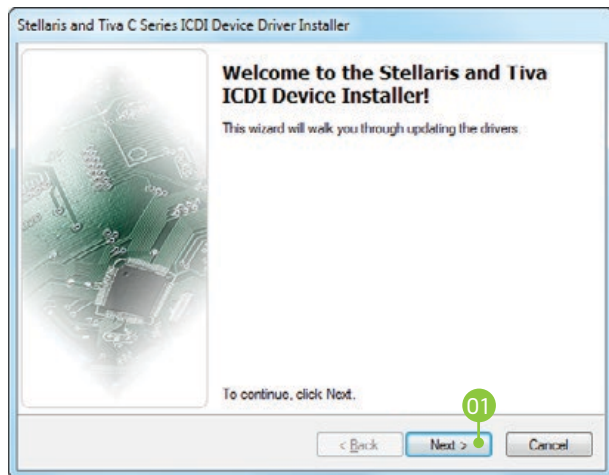 Stellaris and Tiva C Series ICDI Device Driver Installer
Welcome to the Stellaris and Tiva
ICDI Device Installer!
This wizard will walk you through updating the drivers.
To continue, click Next.
01
< Back Next > Cancel